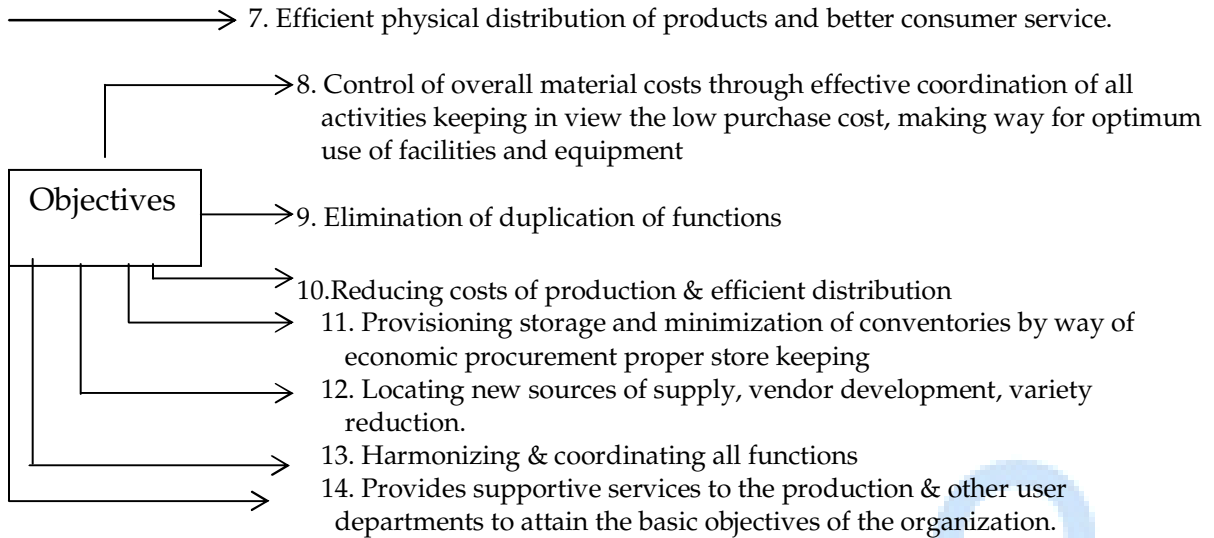 7. Efficient physical distribution of products and better consumer service.
8. Control of overall material costs through effective coordination of all
activities keeping in view the low purchase cost, making way for optimum
use of facilities and equipment
Objectives
9. Elimination of duplication of functions
10.Reducing costs of production & efficient distribution
11. Provisioning storage and minimization of conventories by way of
economic procurement proper store keeping
12. Locating new sources of supply, vendor development, variety
reduction.
13. Harmonizing & coordinating all functions
14. Provides supportive services to the production & other user
departments to attain the basic objectives of the organization.